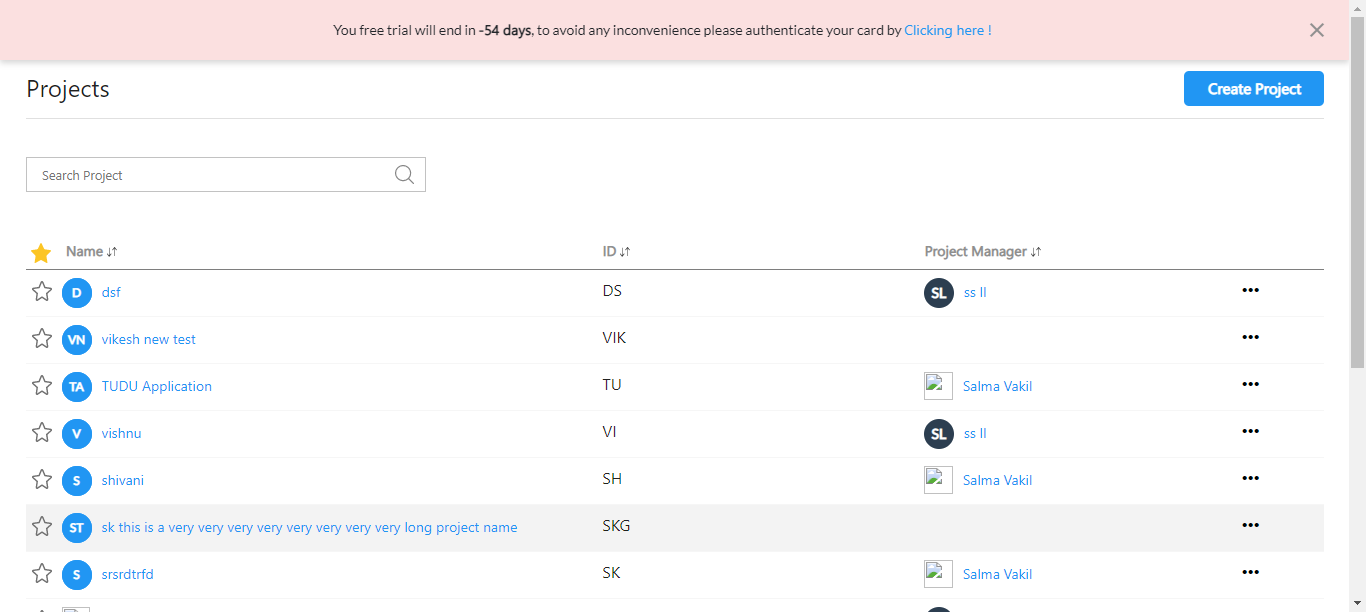 You free trial will end in -54 days, to avoid any inconvenience please authenticate your card by Clicking here !
Projects
Create Project
Search Project
Name ID Project Manager
D dsf DS SL ss ll
VN vikesh new test VIK
TA TUDU Application TU Salma Vakil
V vishnu VI SL ss ll
S shivani SH Salma Vakil
ST sk this is a very very very very very very very very long project name SKG
S srsrdtrfd SK Salma Vakil